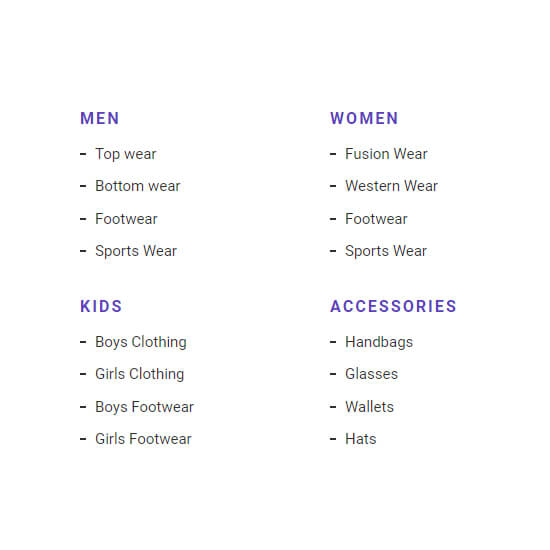 MEN
- Top wear
- Bottom wear
- Footwear
- Sports Wear
WOMEN
- Fusion Wear
- Western Wear
- Footwear
- Sports Wear
KIDS
- Boys Clothing
- Girls Clothing
- Boys Footwear
- Girls Footwear
ACCESSORIES
- Handbags
- Glasses
- Wallets
- Hats